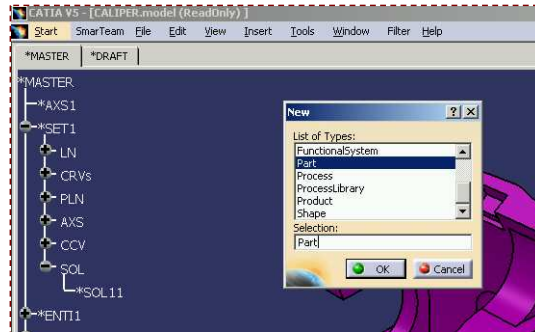 CATIA V5 - [CALIPER.model (ReadOnly) ]
Start SmarTeam File Edit View Insert Tools Window Filter Help
*MASTER *DRAFT
*MASTER
*AXS1
*SET1
LN
CRVs
PLN
AXS
CCV
SOL
*SOL11
*ENTI1
New
List of Types:
FunctionalSystem
Part
Process
ProcessLibrary
Product
Shape
Selection:
Part
OK Cancel